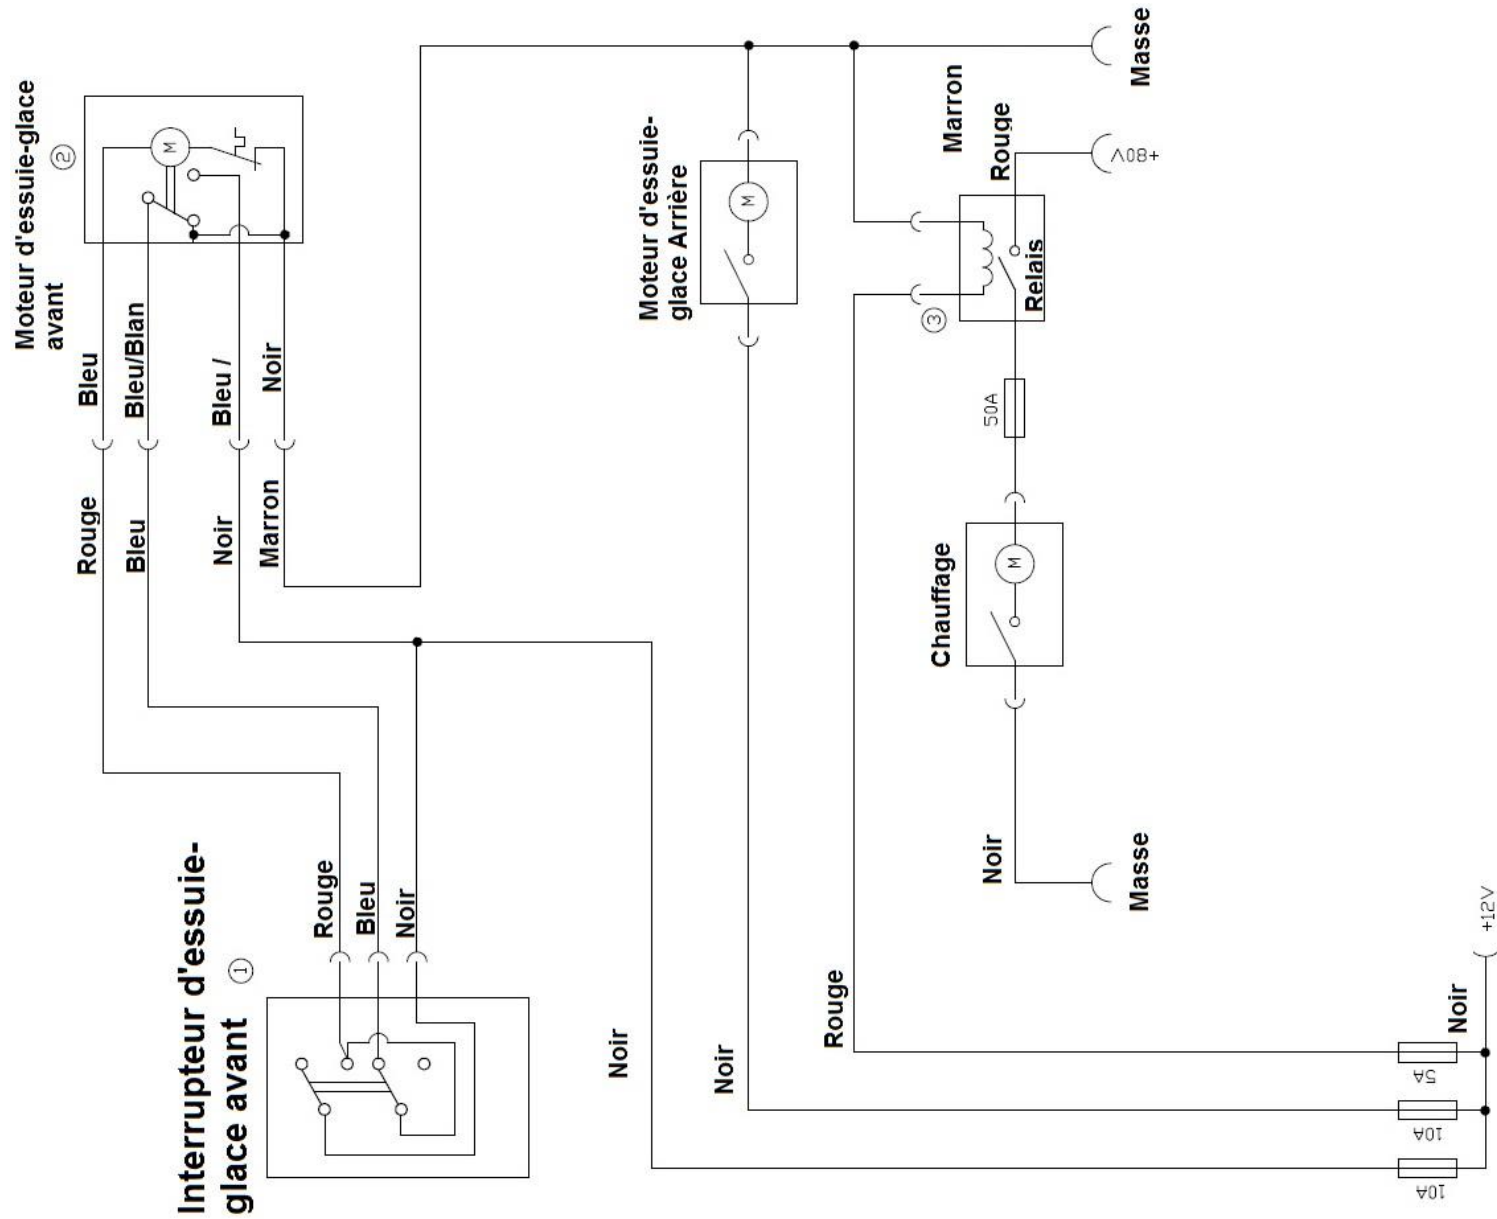 Moteur d'essuie-glace
avant
2
Bleu
Bleu/Blan
Bleu /
Noir
Rouge
Bleu
Noir
Marron
Interrupteur d'essuie-
glace avant
1
Rouge
Bleu
Noir
Moteur d'essuie-
glace Arrière
M
M
Marron
Rouge
Masse
+80V
Relais
3
50A
Chauffage
M
Noir
Masse
Noir
Noir
Rouge
Noir
+12V
5A
10A
10A